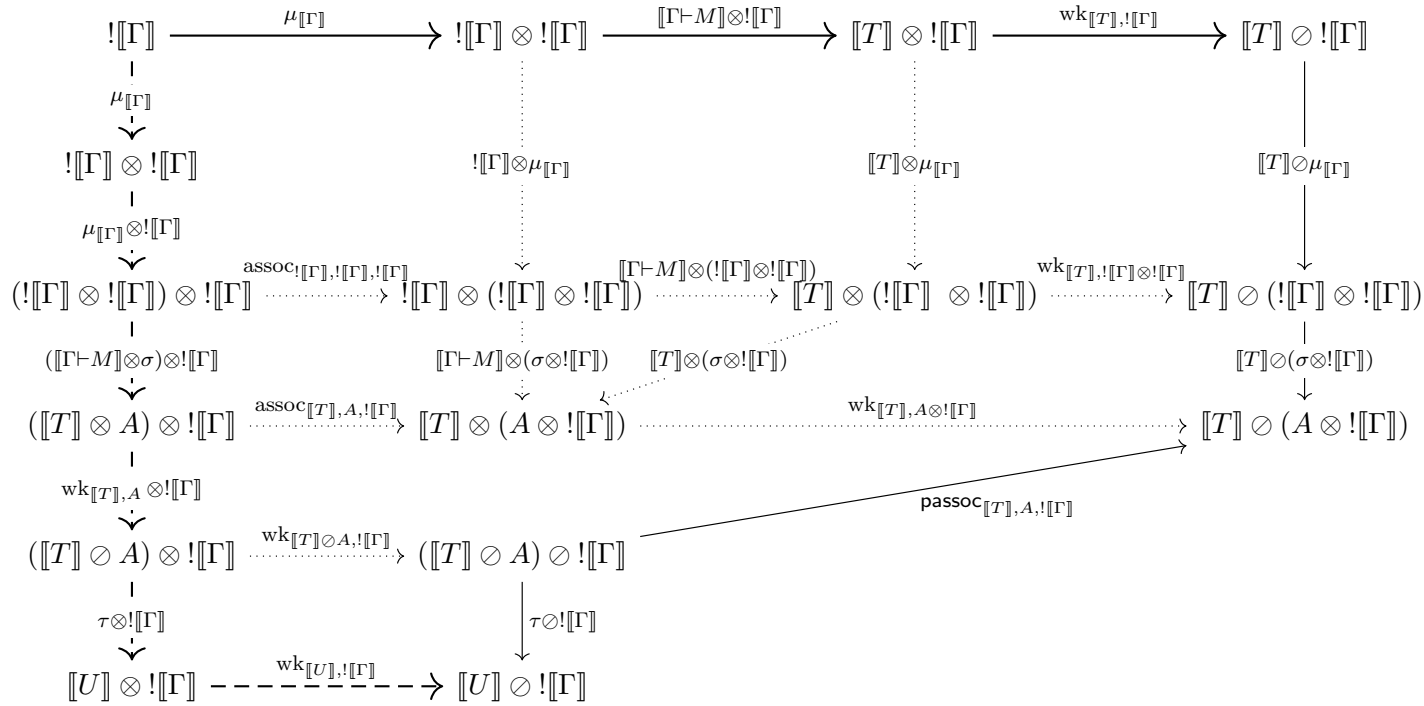 !⟦Γ⟧ μ_⟦Γ⟧ !⟦Γ⟧ ⊗ !⟦Γ⟧ ⟦Γ⊢M⟧⊗!⟦Γ⟧ ⟦T⟧ ⊗ !⟦Γ⟧ wk_⟦T⟧,!⟦Γ⟧ ⟦T⟧ ⊘ !⟦Γ⟧
μ_⟦Γ⟧
!⟦Γ⟧ ⊗ !⟦Γ⟧ !⟦Γ⟧⊗μ_⟦Γ⟧ ⟦T⟧⊗μ_⟦Γ⟧ ⟦T⟧⊘μ_⟦Γ⟧
μ_⟦Γ⟧⊗!⟦Γ⟧
(!⟦Γ⟧ ⊗ !⟦Γ⟧) ⊗ !⟦Γ⟧ assoc_!⟦Γ⟧,!⟦Γ⟧,!⟦Γ⟧ !⟦Γ⟧ ⊗ (!⟦Γ⟧ ⊗ !⟦Γ⟧) ⟦Γ⊢M⟧⊗(!⟦Γ⟧⊗!⟦Γ⟧) ⟦T⟧ ⊗ (!⟦Γ⟧ ⊗ !⟦Γ⟧) wk_⟦T⟧,!⟦Γ⟧⊗!⟦Γ⟧ ⟦T⟧ ⊘ (!⟦Γ⟧ ⊗ !⟦Γ⟧)
(⟦Γ⊢M⟧⊗σ)⊗!⟦Γ⟧ ⟦Γ⊢M⟧⊗(σ⊗!⟦Γ⟧) ⟦T⟧⊗(σ⊗!⟦Γ⟧) ⟦T⟧⊘(σ⊗!⟦Γ⟧)
(⟦T⟧ ⊗ A) ⊗ !⟦Γ⟧ assoc_⟦T⟧,A,!⟦Γ⟧ ⟦T⟧ ⊗ (A ⊗ !⟦Γ⟧) wk_⟦T⟧,A⊗!⟦Γ⟧ ⟦T⟧ ⊘ (A ⊗ !⟦Γ⟧)
wk_⟦T⟧,A ⊗!⟦Γ⟧ passoc_⟦T⟧,A,!⟦Γ⟧
(⟦T⟧ ⊘ A) ⊗ !⟦Γ⟧ wk_⟦T⟧⊘A,!⟦Γ⟧ (⟦T⟧ ⊘ A) ⊘ !⟦Γ⟧
τ⊗!⟦Γ⟧ τ⊘!⟦Γ⟧
⟦U⟧ ⊗ !⟦Γ⟧ wk_⟦U⟧,!⟦Γ⟧ ⟦U⟧ ⊘ !⟦Γ⟧